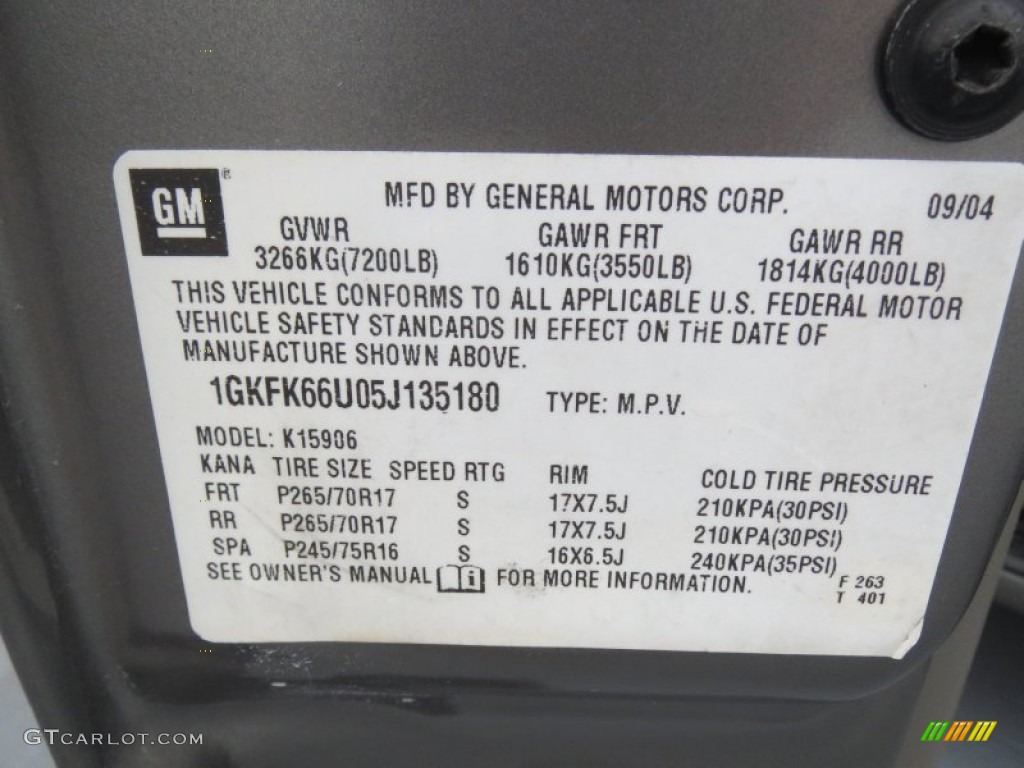 GM ® MFD BY GENERAL MOTORS CORP. 09/04
GVWR GAWR FRT GAWR RR
3266KG(7200LB) 1610KG(3550LB) 1814KG(4000LB)
THIS VEHICLE CONFORMS TO ALL APPLICABLE U.S. FEDERAL MOTOR
VEHICLE SAFETY STANDARDS IN EFFECT ON THE DATE OF
MANUFACTURE SHOWN ABOVE.
1GKFK66U05J135180 TYPE: M.P.V.
MODEL: K15906
KANA TIRE SIZE SPEED RTG RIM COLD TIRE PRESSURE
FRT P265/70R17 S 17X7.5J 210KPA(30PSI)
RR P265/70R17 S 17X7.5J 210KPA(30PSI)
SPA P245/75R16 S 16X6.5J 240KPA(35PSI)
SEE OWNER'S MANUAL i FOR MORE INFORMATION.
F 263
T 401
GTCARLOT.COM